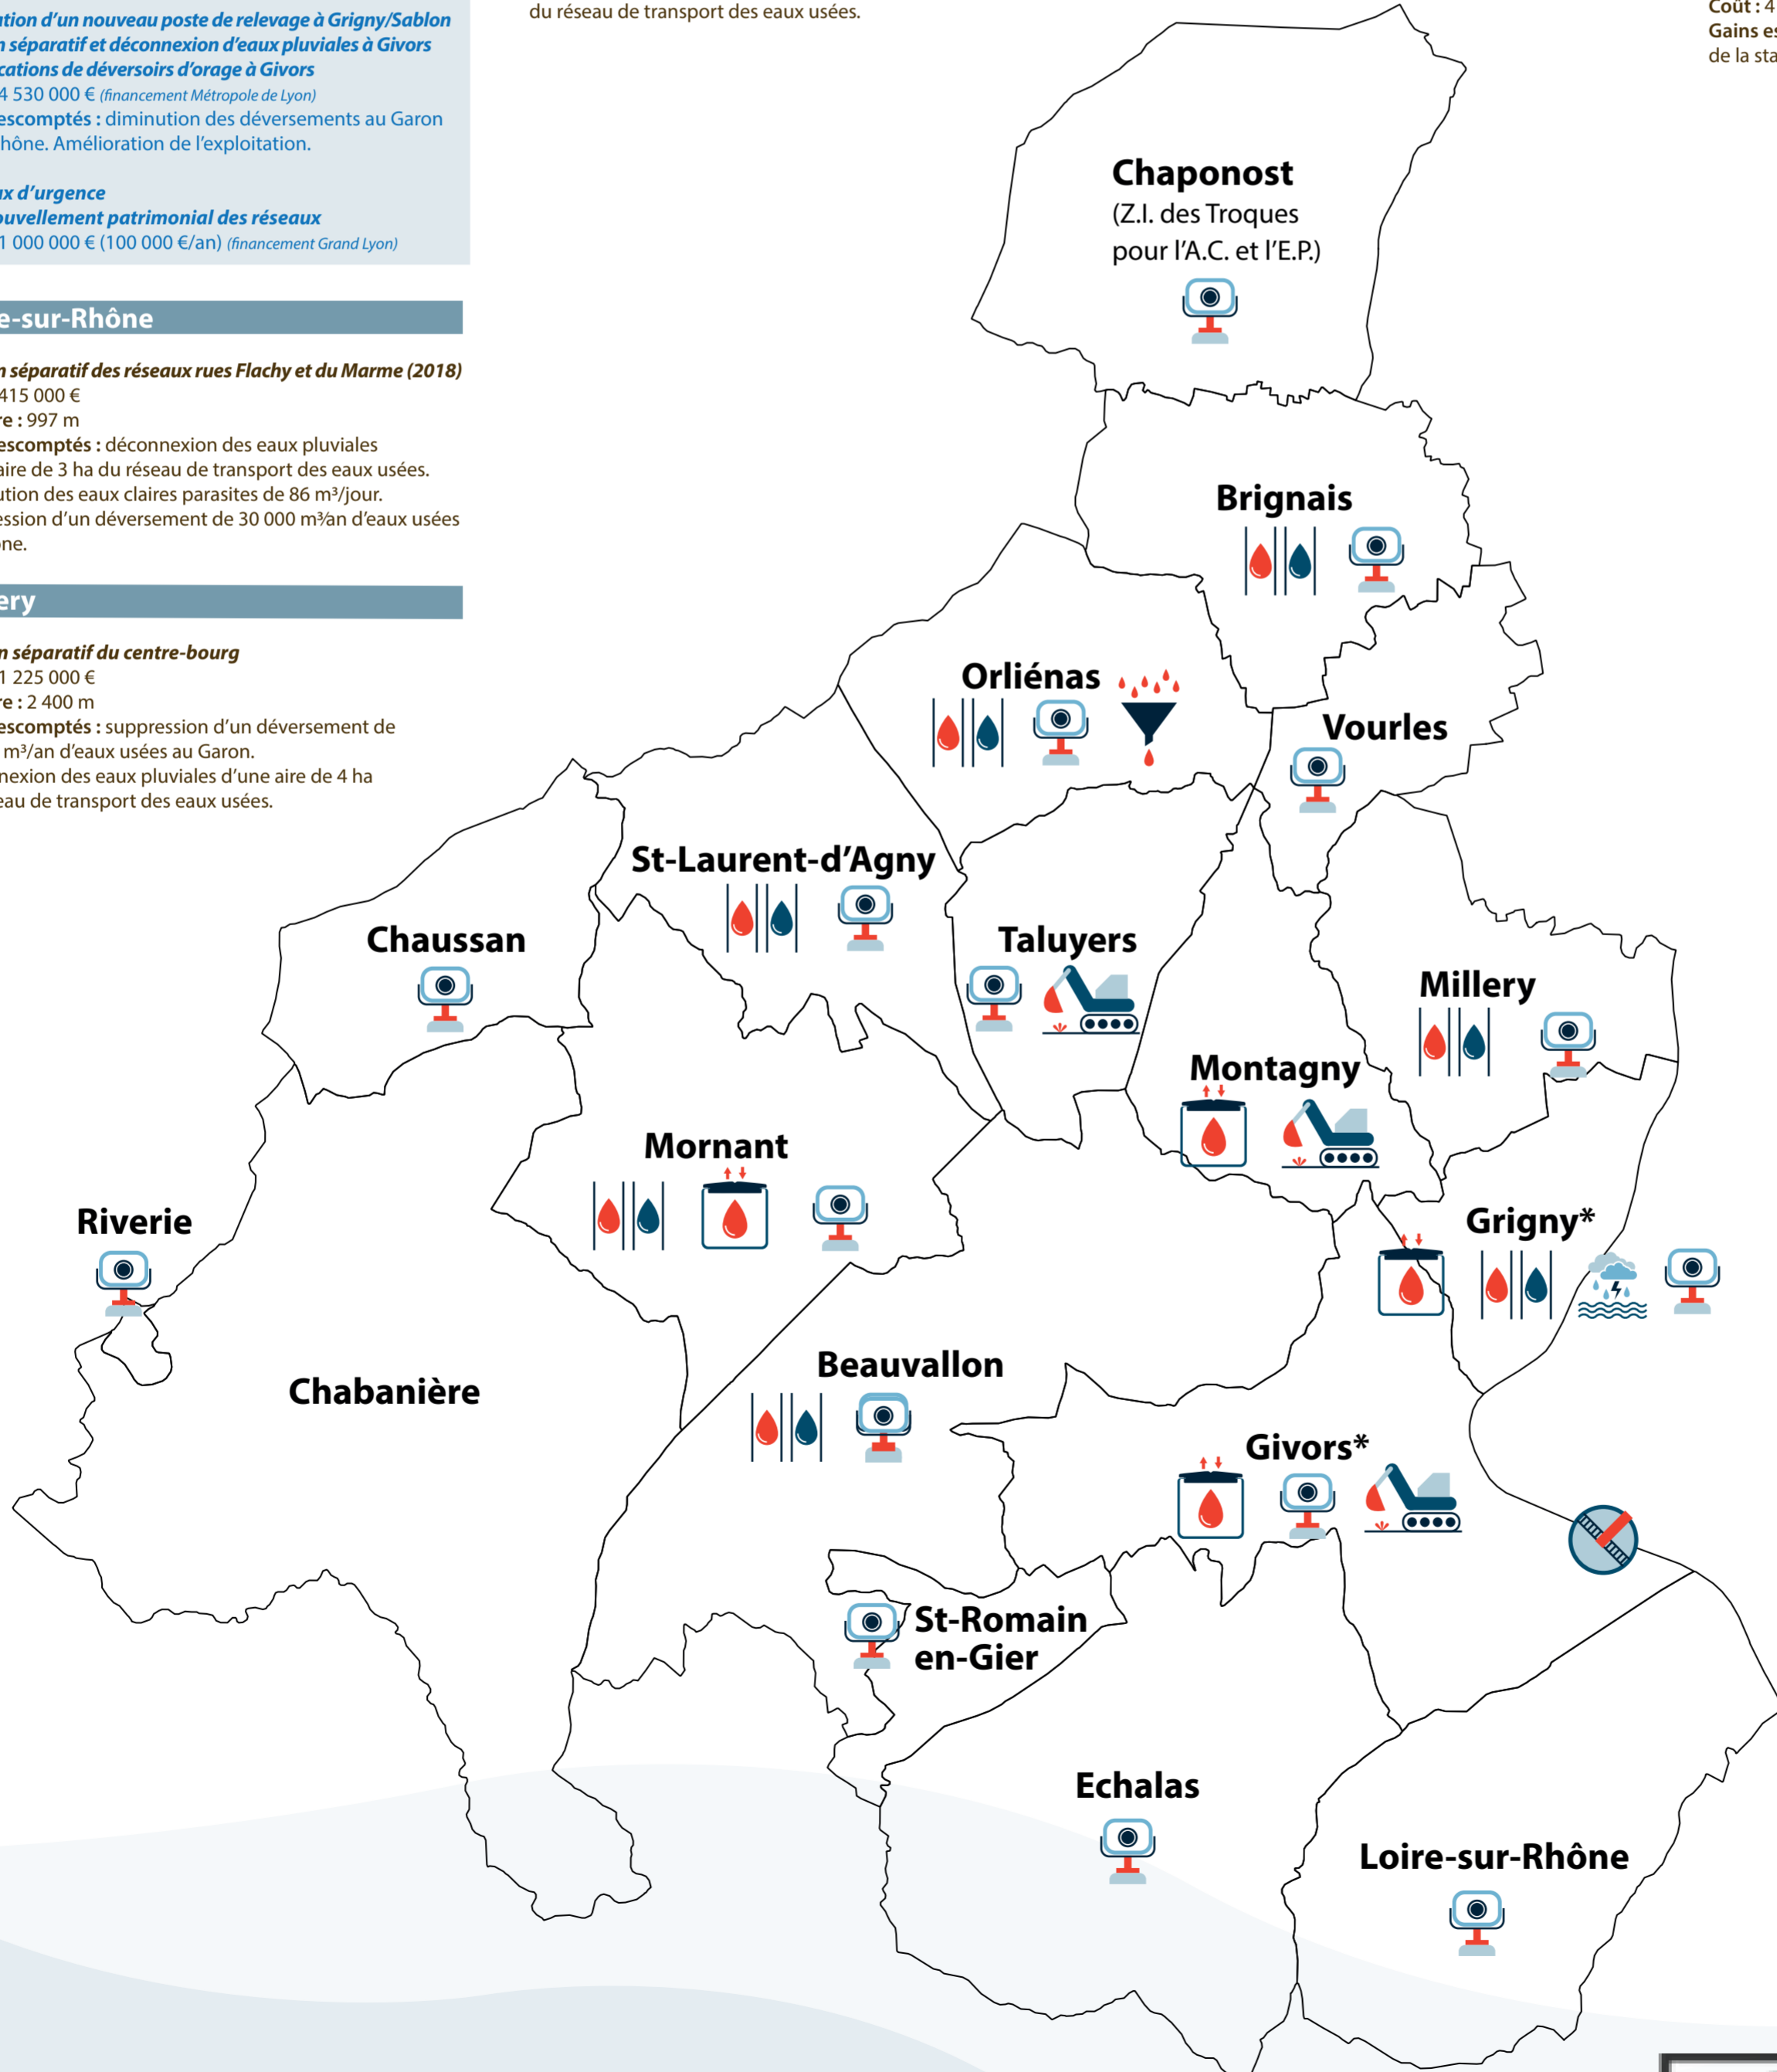 ation d'un nouveau poste de relevage à Grigny/Sablon
n séparatif et déconnexion d'eaux pluviales à Givors
cations de déversoirs d'orage à Givors
4 530 000 € (financement Métropole de Lyon)
escomptés : diminution des déversements au Garon
hône. Amélioration de l'exploitation.
ux d'urgence
ouvellement patrimonial des réseaux
1 000 000 € (100 000 €/an) (financement Grand Lyon)
e-sur-Rhône
n séparatif des réseaux rues Flachy et du Marme (2018)
415 000 €
re : 997 m
escomptés : déconnexion des eaux pluviales
aire de 3 ha du réseau de transport des eaux usées.
ution des eaux claires parasites de 86 m³/jour.
ession d'un déversement de 30 000 m³/an d'eaux usées
one.
ery
n séparatif du centre-bourg
1 225 000 €
re : 2 400 m
escomptés : suppression d'un déversement de
m³/an d'eaux usées au Garon.
nexion des eaux pluviales d'une aire de 4 ha
eau de transport des eaux usées.
du réseau de transport des eaux usées.
Coût : 4
Gains es
de la sta
Chaponost
(Z.I. des Troques
pour l'A.C. et l'E.P.)
Brignais
Orliénas
Vourles
St-Laurent-d'Agny
Chaussan
Taluyers
Millery
Montagny
Mornant
Riverie
Grigny*
Beauvallon
Chabanière
Givors*
St-Romain
en-Gier
Echalas
Loire-sur-Rhône